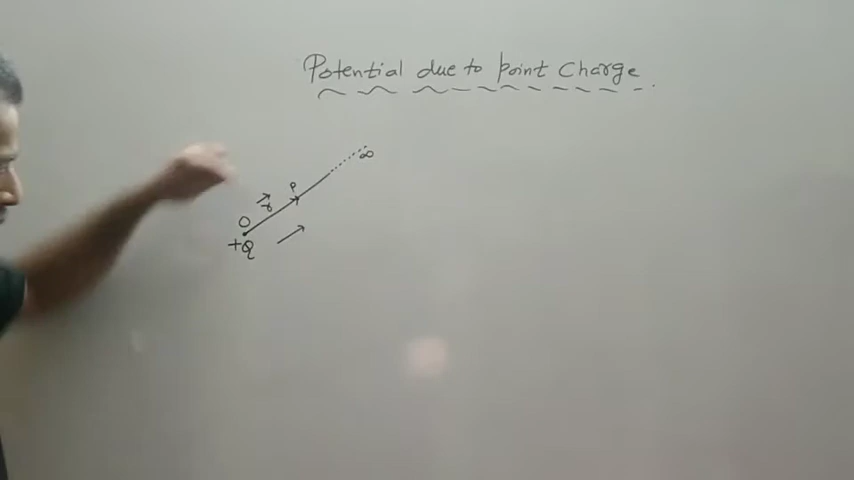 Potential due to point Charge
∞
P
r
O
+Q